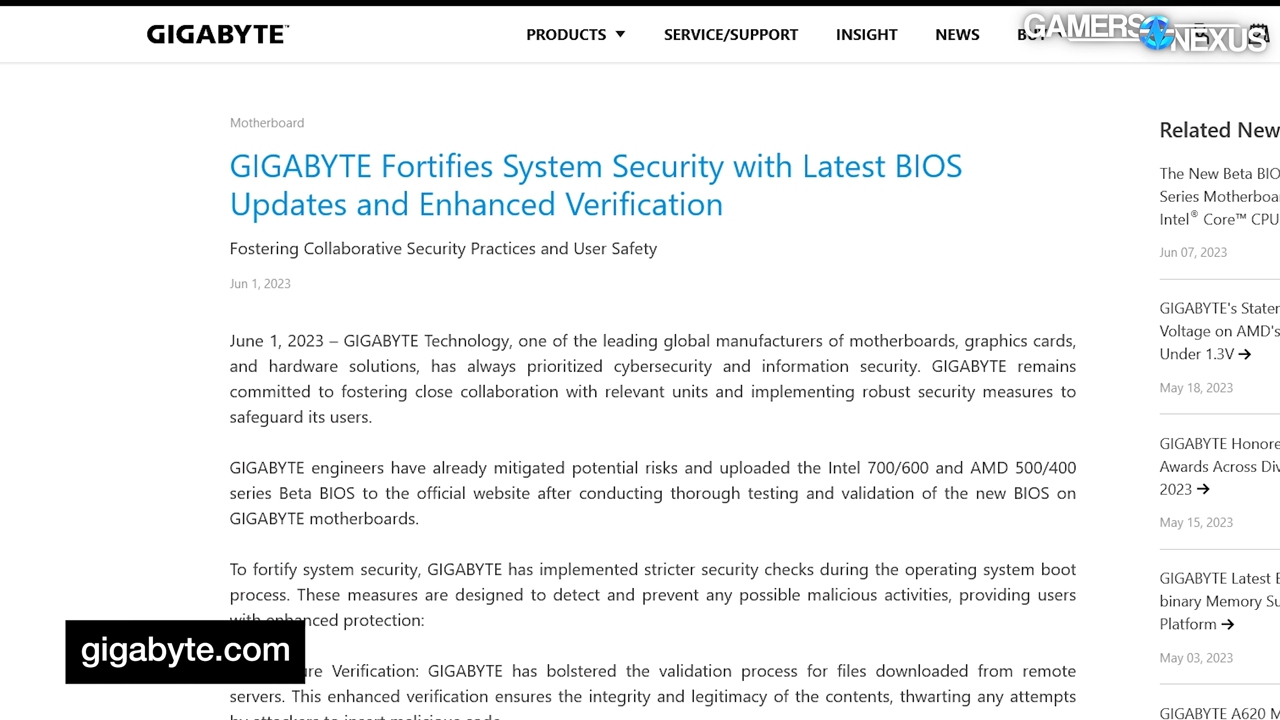 GIGABYTE™
PRODUCTS ▼
SERVICE/SUPPORT
INSIGHT
NEWS
GAMERS NEXUS
Motherboard
GIGABYTE Fortifies System Security with Latest BIOS
Updates and Enhanced Verification
Fostering Collaborative Security Practices and User Safety
Jun 1, 2023
June 1, 2023 – GIGABYTE Technology, one of the leading global manufacturers of motherboards, graphics cards,
and hardware solutions, has always prioritized cybersecurity and information security. GIGABYTE remains
committed to fostering close collaboration with relevant units and implementing robust security measures to
safeguard its users.
GIGABYTE engineers have already mitigated potential risks and uploaded the Intel 700/600 and AMD 500/400
series Beta BIOS to the official website after conducting thorough testing and validation of the new BIOS on
GIGABYTE motherboards.
To fortify system security, GIGABYTE has implemented stricter security checks during the operating system boot
process. These measures are designed to detect and prevent any possible malicious activities, providing users
with enhanced protection:
Verification: GIGABYTE has bolstered the validation process for files downloaded from remote
servers. This enhanced verification ensures the integrity and legitimacy of the contents, thwarting any attempts
by attackers to insert malicious code.
gigabyte.com
Related New
The New Beta BIO
Series Motherboa
Intel® Core™ CPU
Jun 07, 2023
GIGABYTE's Stater
Voltage on AMD's
Under 1.3V →
May 18, 2023
GIGABYTE Honore
Awards Across Div
2023 →
May 15, 2023
GIGABYTE Latest B
binary Memory Su
Platform →
May 03, 2023
GIGABYTE A620 M